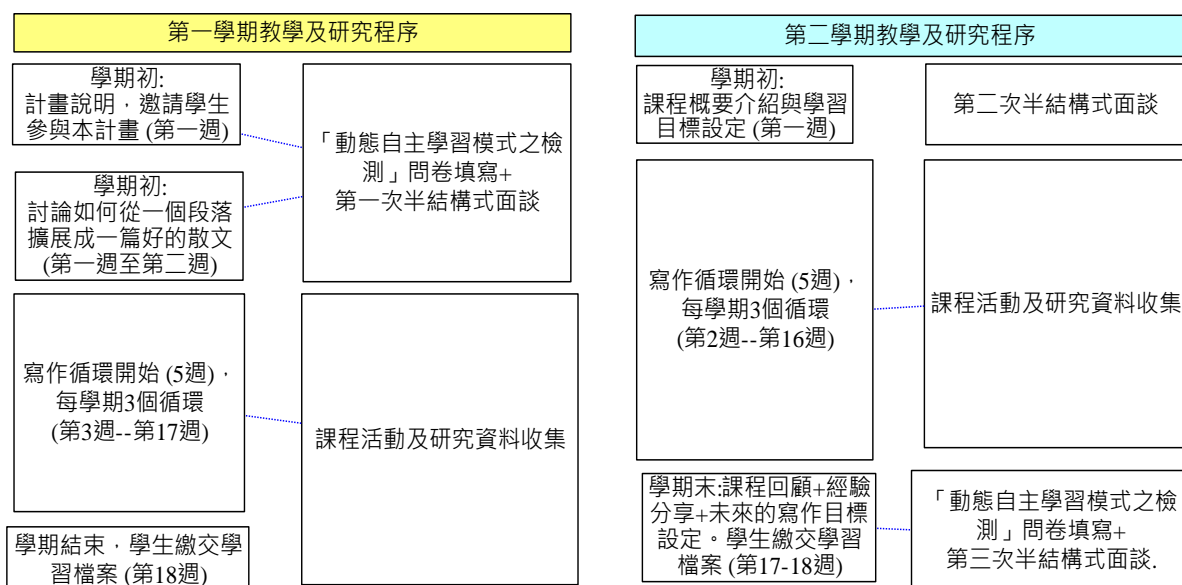 第一學期教學及研究程序
學期初:
計畫說明，邀請學生
參與本計畫 (第一週)
「動態自主學習模式之檢
測」問卷填寫+
第一次半結構式面談
學期初:
討論如何從一個段落
擴展成一篇好的散文
(第一週至第二週)
寫作循環開始 (5週)，
每學期3個循環
(第3週--第17週)
課程活動及研究資料收集
學期結束，學生繳交學
習檔案 (第18週)
第二學期教學及研究程序
學期初:
課程概要介紹與學習
目標設定 (第一週)
第二次半結構式面談
寫作循環開始 (5週)，
每學期3個循環
(第2週--第16週)
課程活動及研究資料收集
學期末:課程回顧+經驗
分享+未來的寫作目標
設定。學生繳交學習
檔案 (第17-18週)
「動態自主學習模式之檢
測」問卷填寫+
第三次半結構式面談.